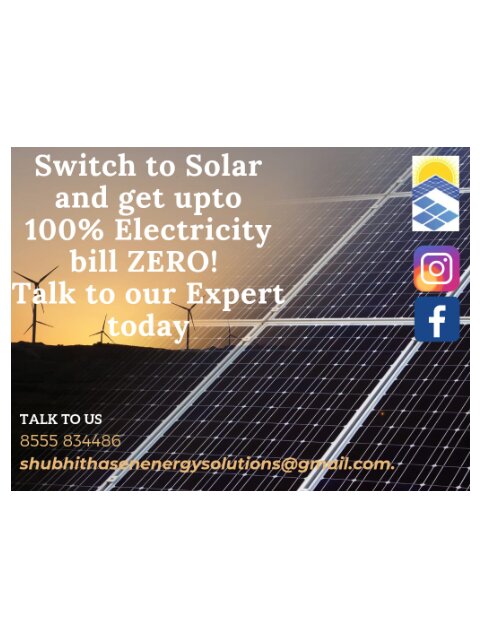 Switch to Solar
and get upto
100% Electricity
bill ZERO!
Talk to our Expert
today
TALK TO US
8555 834486
shubhithasenenergysolutions@gmail.com.